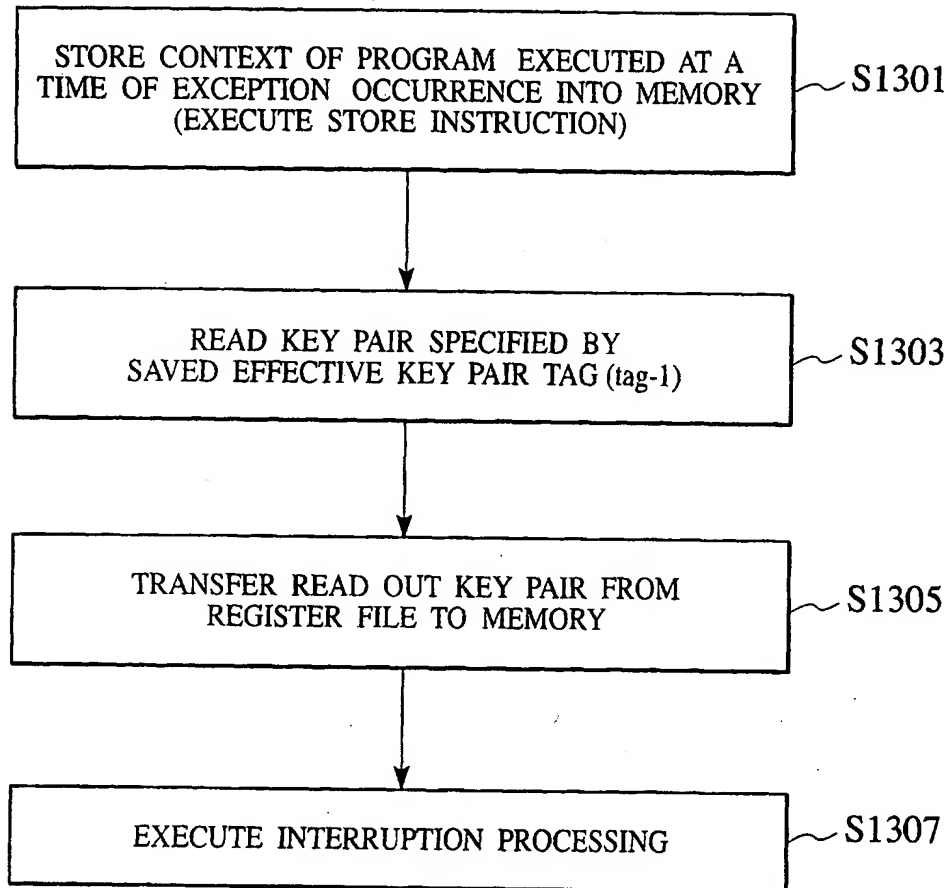 STORE CONTEXT OF PROGRAM EXECUTED AT A
TIME OF EXCEPTION OCCURRENCE INTO MEMORY
(EXECUTE STORE INSTRUCTION)
S1301
READ KEY PAIR SPECIFIED BY
SAVED EFFECTIVE KEY PAIR TAG (tag-1)
S1303
TRANSFER READ OUT KEY PAIR FROM
REGISTER FILE TO MEMORY
S1305
EXECUTE INTERRUPTION PROCESSING
S1307